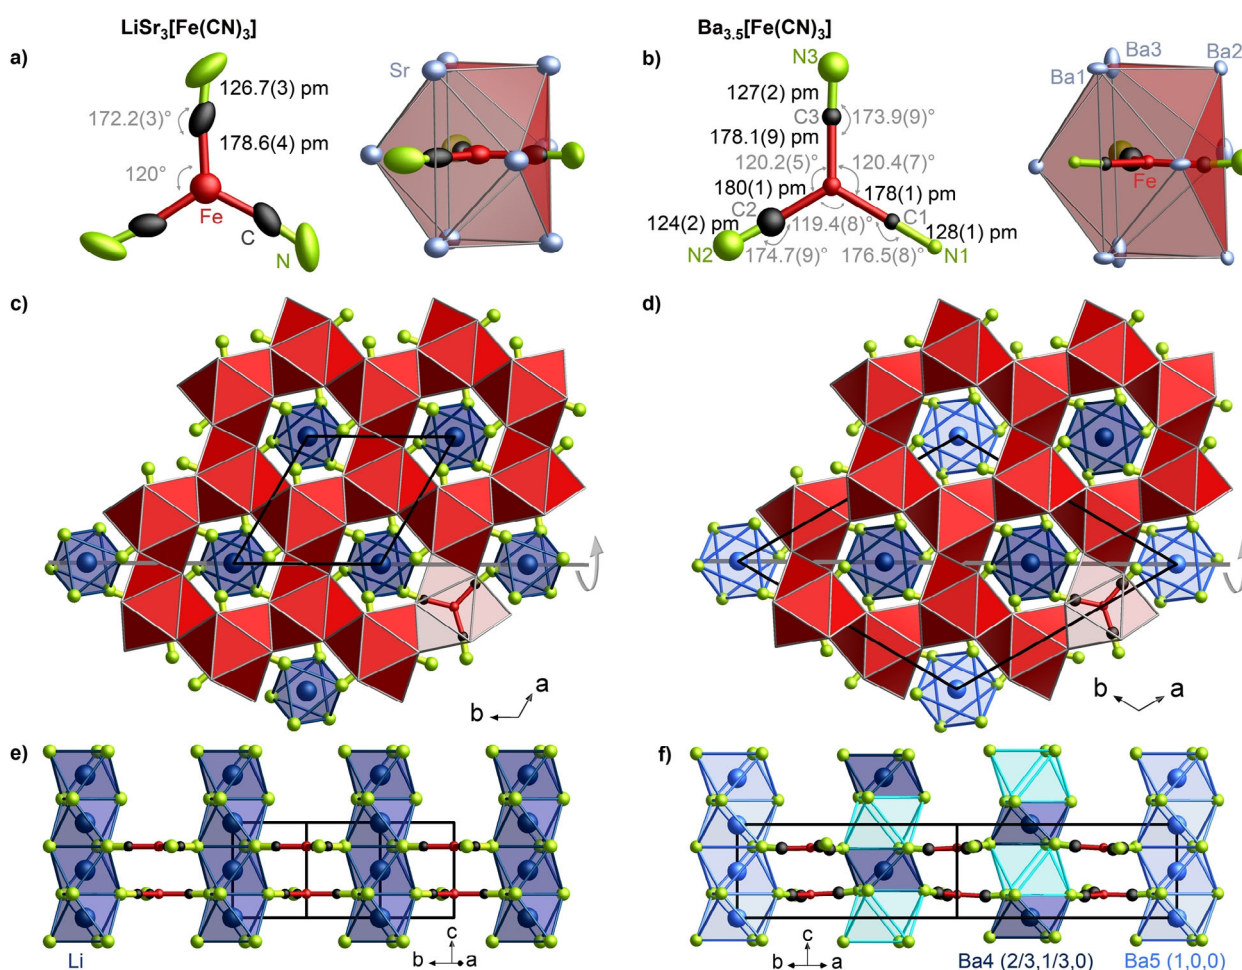 LiSr₃[Fe(CN)₃]
Ba₃.₅[Fe(CN)₃]
a)
126.7(3) pm
172.2(3)°
178.6(4) pm
120°
Fe
C
N
Sr
b)
N3
127(2) pm
C3
173.9(9)°
178.1(9) pm
120.2(5)°
120.4(7)°
180(1) pm
178(1) pm
C2
C1
124(2) pm
119.4(8)°
128(1) pm
N2
174.7(9)°
176.5(8)°
N1
Ba1
Ba3
Ba2
Fe
c)
b
a
d)
b
a
e)
Li
c
b
a
f)
c
b
a
Ba4 (2/3,1/3,0)
Ba5 (1,0,0)